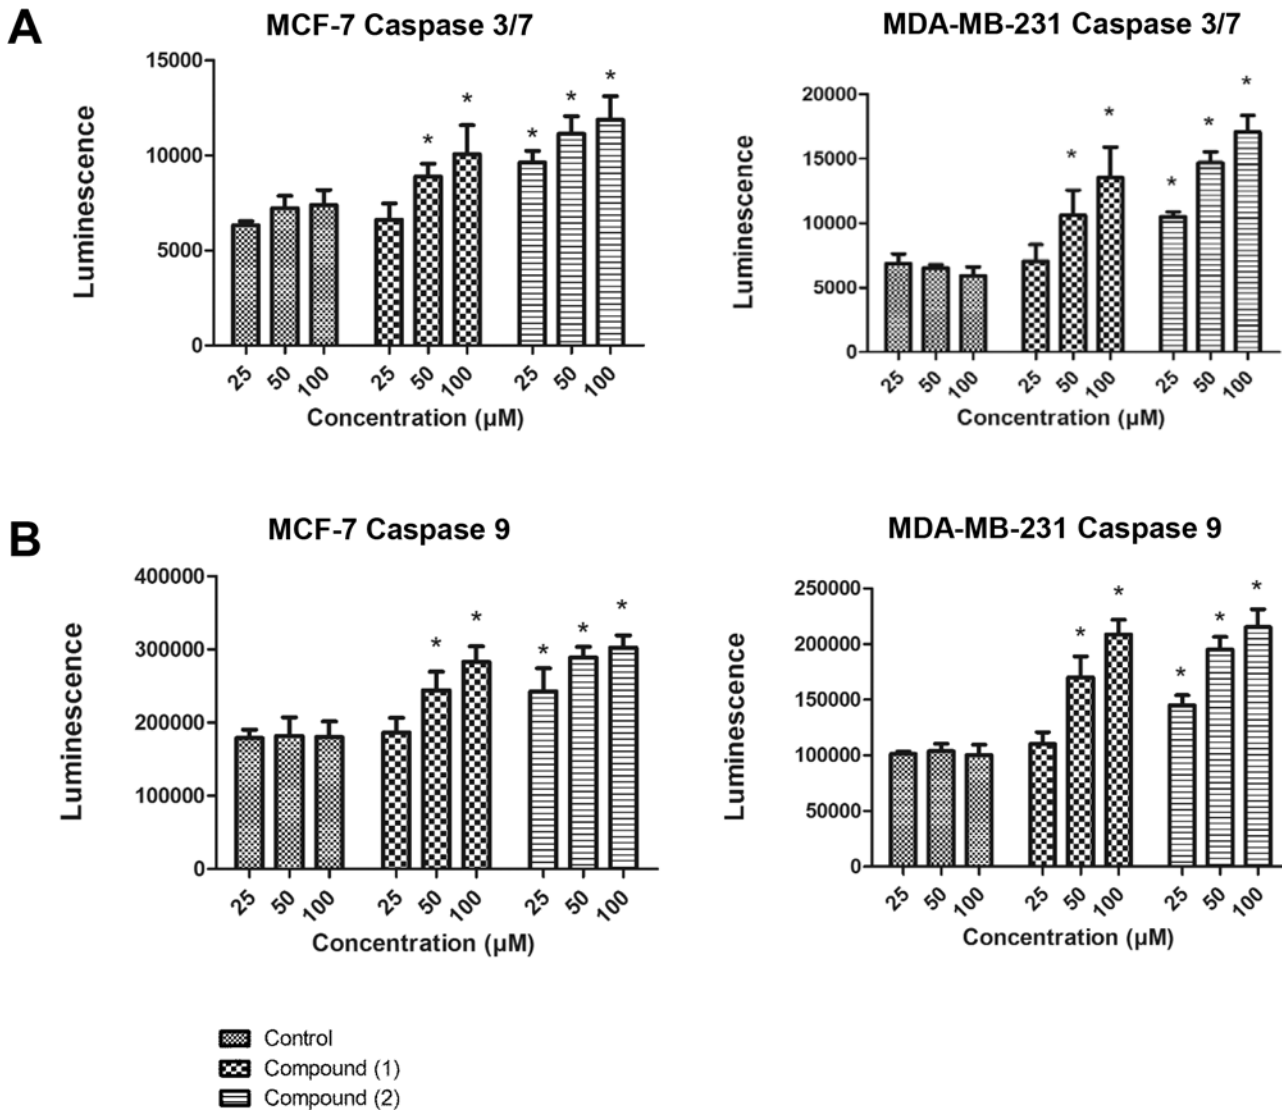 A
MCF-7 Caspase 3/7
Luminescence
15000
10000
5000
0
* * * * *
25 50 100 25 50 100 25 50 100
Concentration (µM)
MDA-MB-231 Caspase 3/7
Luminescence
20000
15000
10000
5000
0
* * * * *
25 50 100 25 50 100 25 50 100
Concentration (µM)
B
MCF-7 Caspase 9
Luminescence
400000
300000
200000
100000
0
* * * * *
25 50 100 25 50 100 25 50 100
Concentration (µM)
MDA-MB-231 Caspase 9
Luminescence
250000
200000
150000
100000
50000
0
* * * * *
25 50 100 25 50 100 25 50 100
Concentration (µM)
Control
Compound (1)
Compound (2)